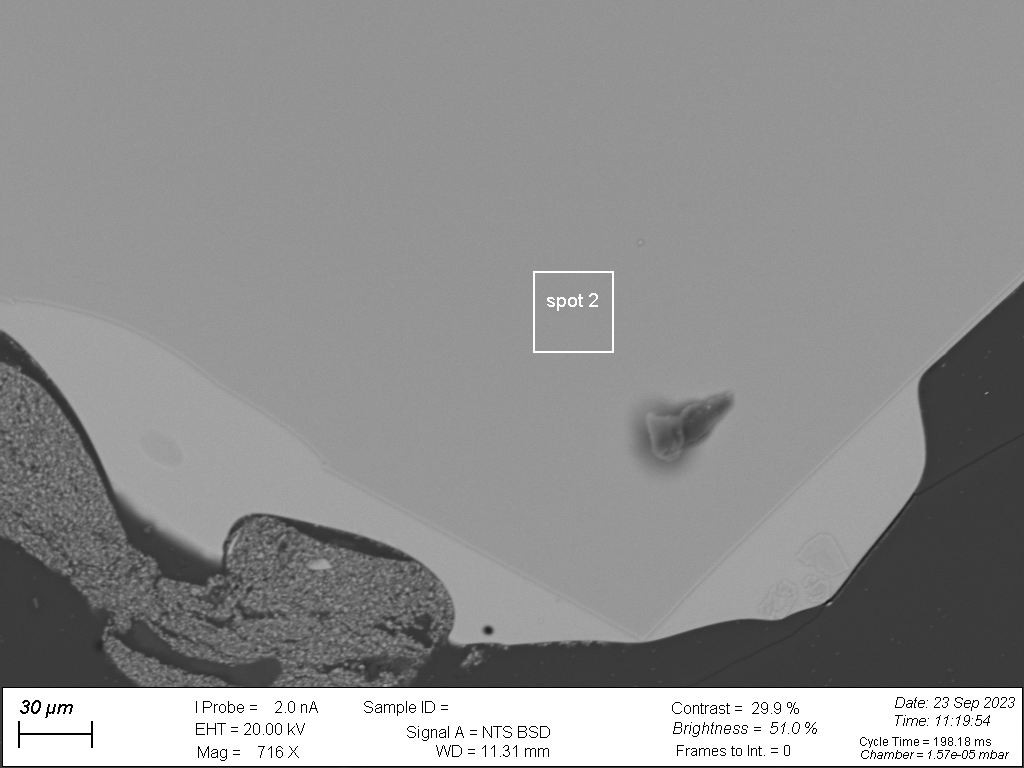 spot 2
30 µm
I Probe = 2.0 nA
EHT = 20.00 kV
Mag = 716 X
Sample ID =
Signal A = NTS BSD
WD = 11.31 mm
Contrast = 29.9 %
Brightness = 51.0 %
Frames to Int. = 0
Date: 23 Sep 2023
Time: 11:19:54
Cycle Time = 198.18 ms
Chamber = 1.57e-05 mbar